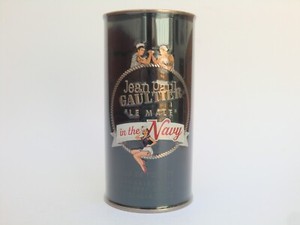 Jean Paul
GAULTIER
"LE MALE"
in the Navy